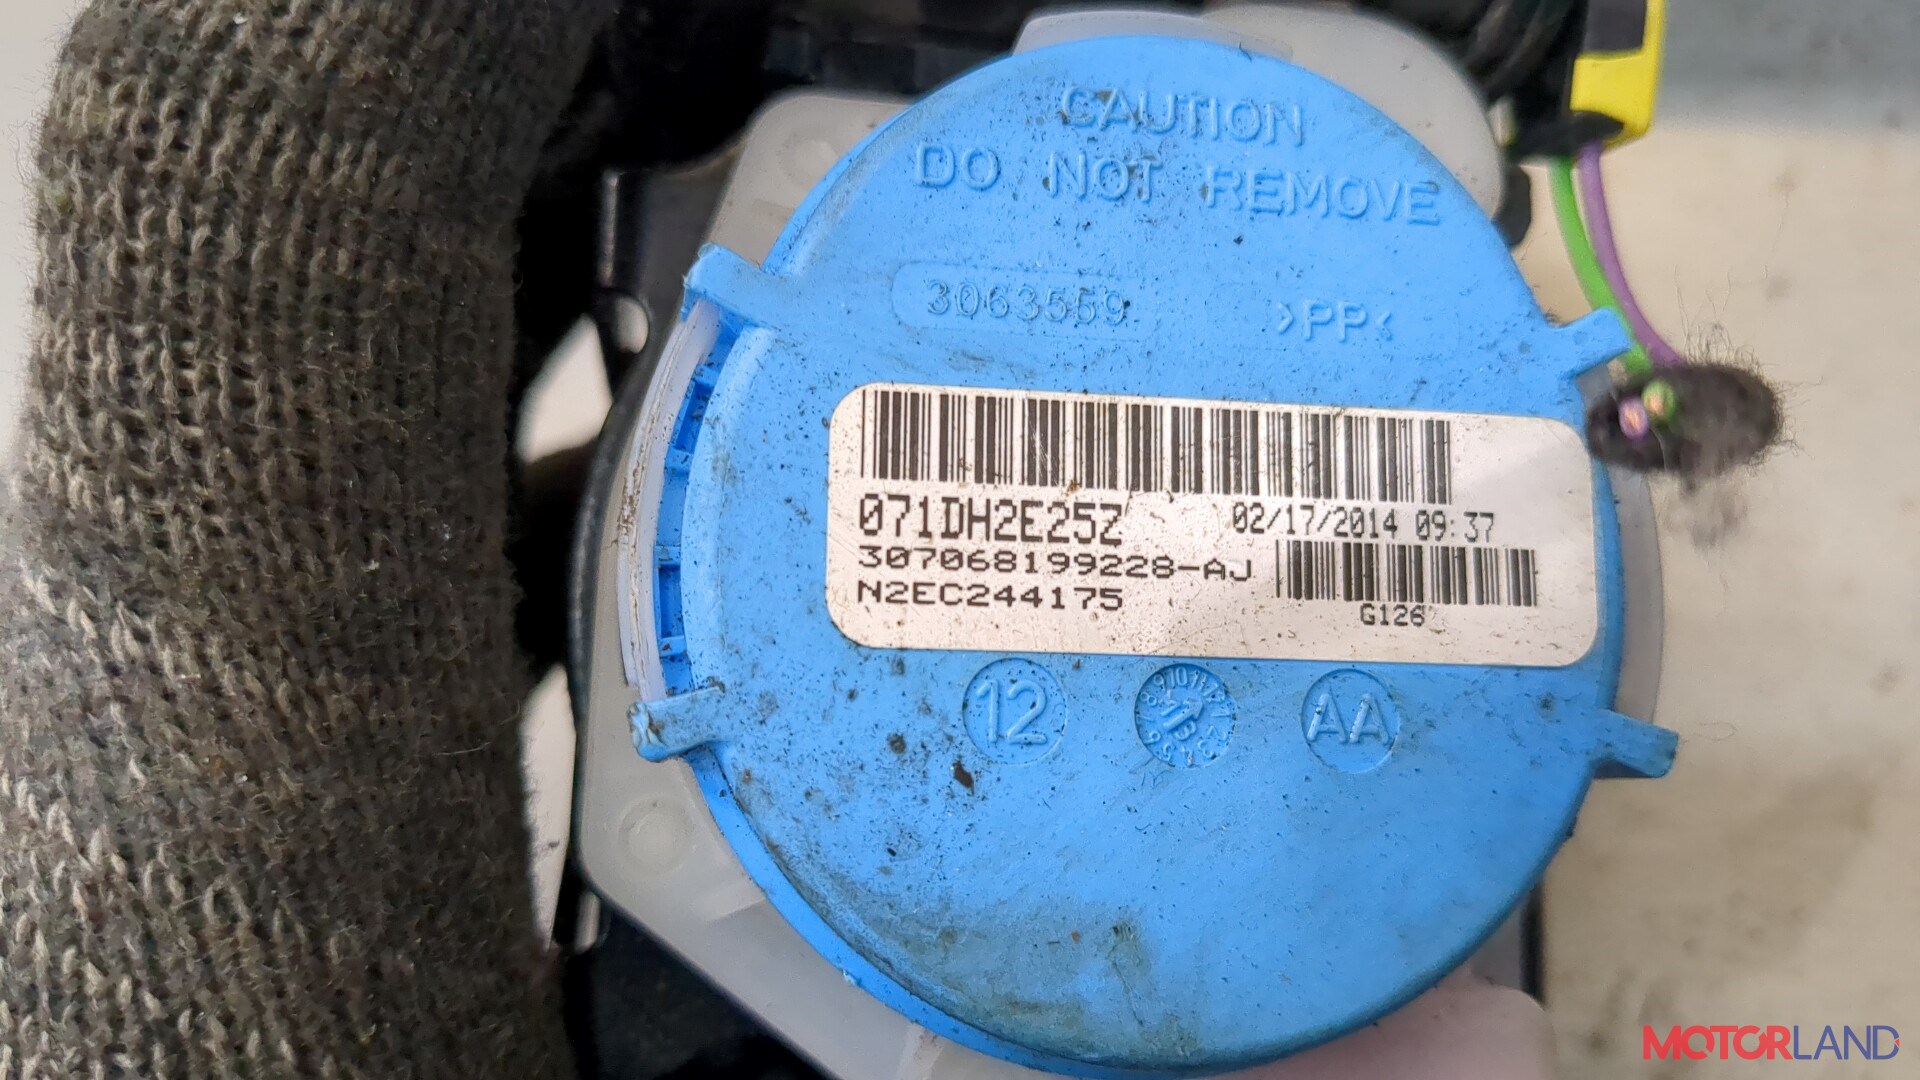 CAUTION
DO NOT REMOVE
3063559
>PP<
071DH2E25Z
02/17/2014 09:37
307068199228-AJ
N2EC244175
G126
12
13
AA
MOTORLAND